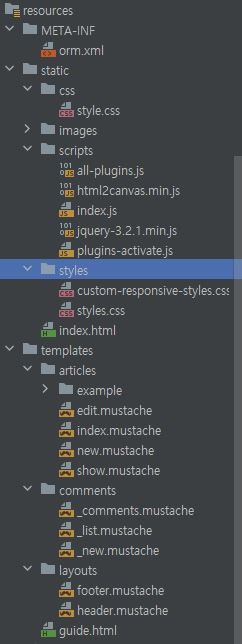 resources
META-INF
orm.xml
static
css
style.css
images
scripts
all-plugins.js
html2canvas.min.js
index.js
jquery-3.2.1.min.js
plugins-activate.js
styles
custom-responsive-styles.css
styles.css
index.html
templates
articles
example
edit.mustache
index.mustache
new.mustache
show.mustache
comments
_comments.mustache
_list.mustache
_new.mustache
layouts
footer.mustache
header.mustache
guide.html